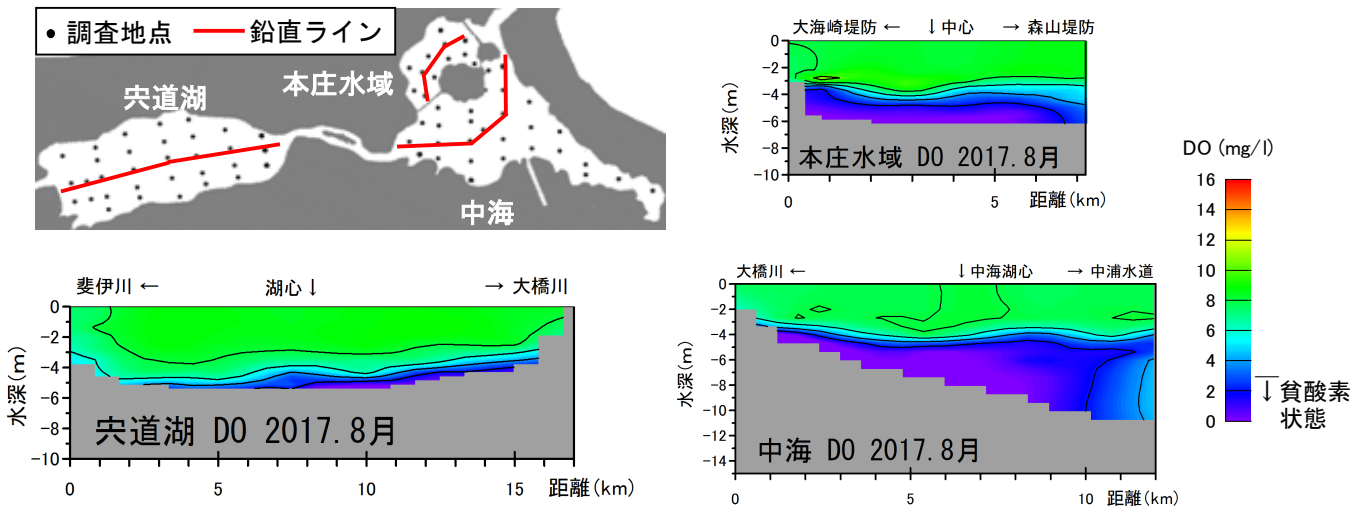 • 調査地点 ― 鉛直ライン
宍道湖
本庄水域
中海
大海崎堤防 ← ↓中心 → 森山堤防
水深(m)
0
-2
-4
-6
-8
-10
本庄水域 DO 2017.8月
0 5 距離(km)
DO (mg/l)
16
14
12
10
8
6
4
2
0
↓貧酸素
状態
斐伊川 ← 湖心↓ → 大橋川
水深(m)
0
-2
-4
-6
-8
-10
宍道湖 DO 2017.8月
0 5 10 15 距離(km)
大橋川 ← ↓中海湖心 → 中浦水道
水深(m)
0
-2
-4
-6
-8
-10
-12
-14
中海 DO 2017.8月
0 5 10 距離(km)